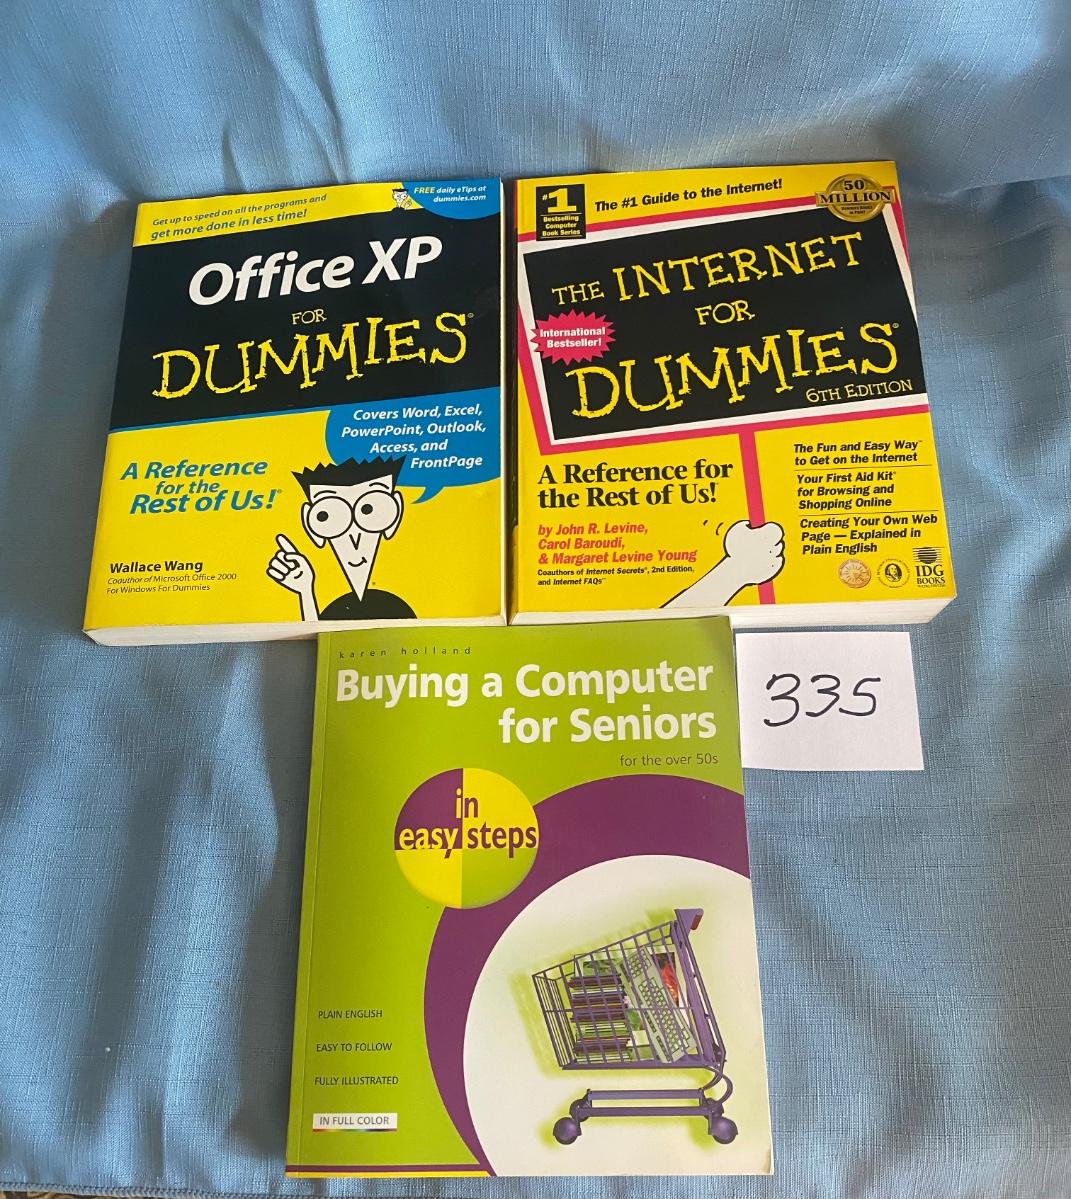 Get up to speed on all the programs and
get more done in less time!
FREE daily eTips at
dummies.com
Office XP
FOR
DUMMIES®
Covers Word, Excel,
PowerPoint, Outlook,
Access, and
FrontPage
A Reference
for the
Rest of Us!®
Wallace Wang
Coauthor of Microsoft Office 2000
For Windows For Dummies
#1
Bestselling
Computer
Book Series
The #1 Guide to the Internet!
50
MILLION
THE INTERNET
FOR
DUMMIES®
6TH EDITION
International
Bestseller!
A Reference for
the Rest of Us!®
by John R. Levine,
Carol Baroudi,
& Margaret Levine Young
Coauthors of Internet Secrets™, 2nd Edition,
and Internet FAQs™
The Fun and Easy Way™
to Get on the Internet
Your First Aid Kit®
for Browsing and
Shopping Online
Creating Your Own Web
Page — Explained in
Plain English
IDG
BOOKS
karen holland
Buying a Computer
for Seniors
for the over 50s
in
easy steps
PLAIN ENGLISH
EASY TO FOLLOW
FULLY ILLUSTRATED
IN FULL COLOR
335